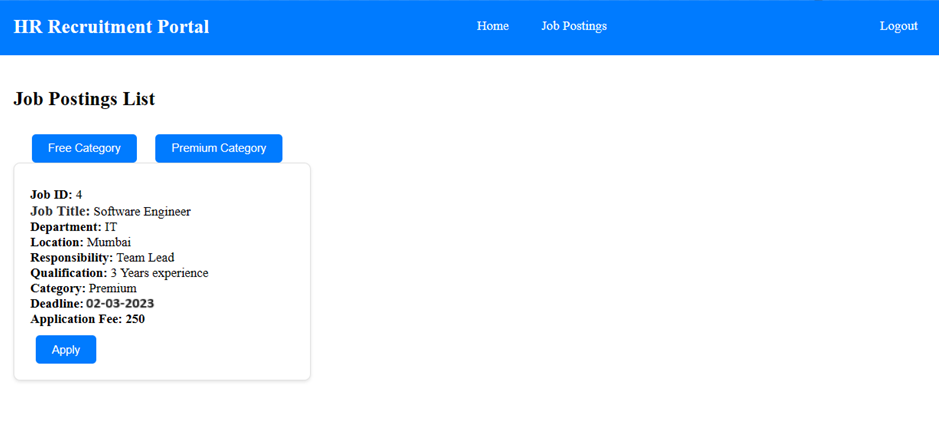 HR Recruitment Portal Home Job Postings Logout
Job Postings List
Free Category Premium Category
Job ID: 4
Job Title: Software Engineer
Department: IT
Location: Mumbai
Responsibility: Team Lead
Qualification: 3 Years experience
Category: Premium
Deadline: 02-03-2023
Application Fee: 250
Apply